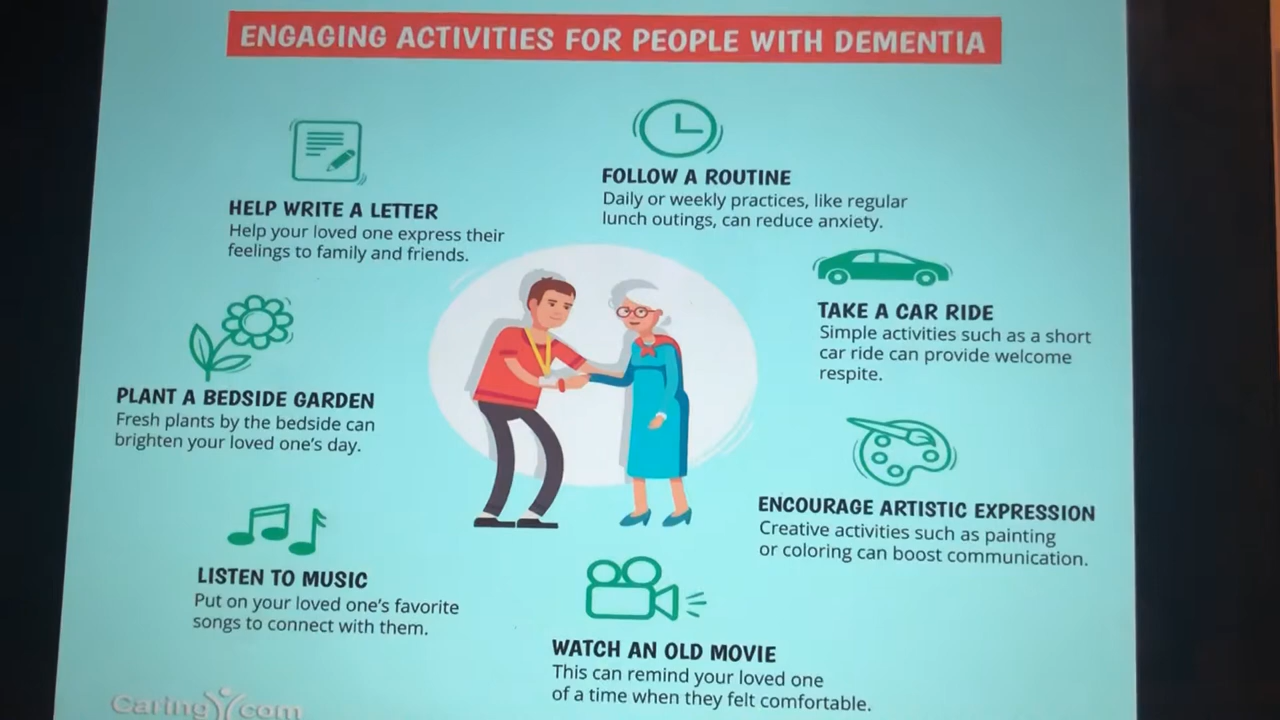 ENGAGING ACTIVITIES FOR PEOPLE WITH DEMENTIA
HELP WRITE A LETTER
Help your loved one express their
feelings to family and friends.
FOLLOW A ROUTINE
Daily or weekly practices, like regular
lunch outings, can reduce anxiety.
TAKE A CAR RIDE
Simple activities such as a short
car ride can provide welcome
respite.
PLANT A BEDSIDE GARDEN
Fresh plants by the bedside can
brighten your loved one's day.
ENCOURAGE ARTISTIC EXPRESSION
Creative activities such as painting
or coloring can boost communication.
LISTEN TO MUSIC
Put on your loved one's favorite
songs to connect with them.
WATCH AN OLD MOVIE
This can remind your loved one
of a time when they felt comfortable.
Caring com